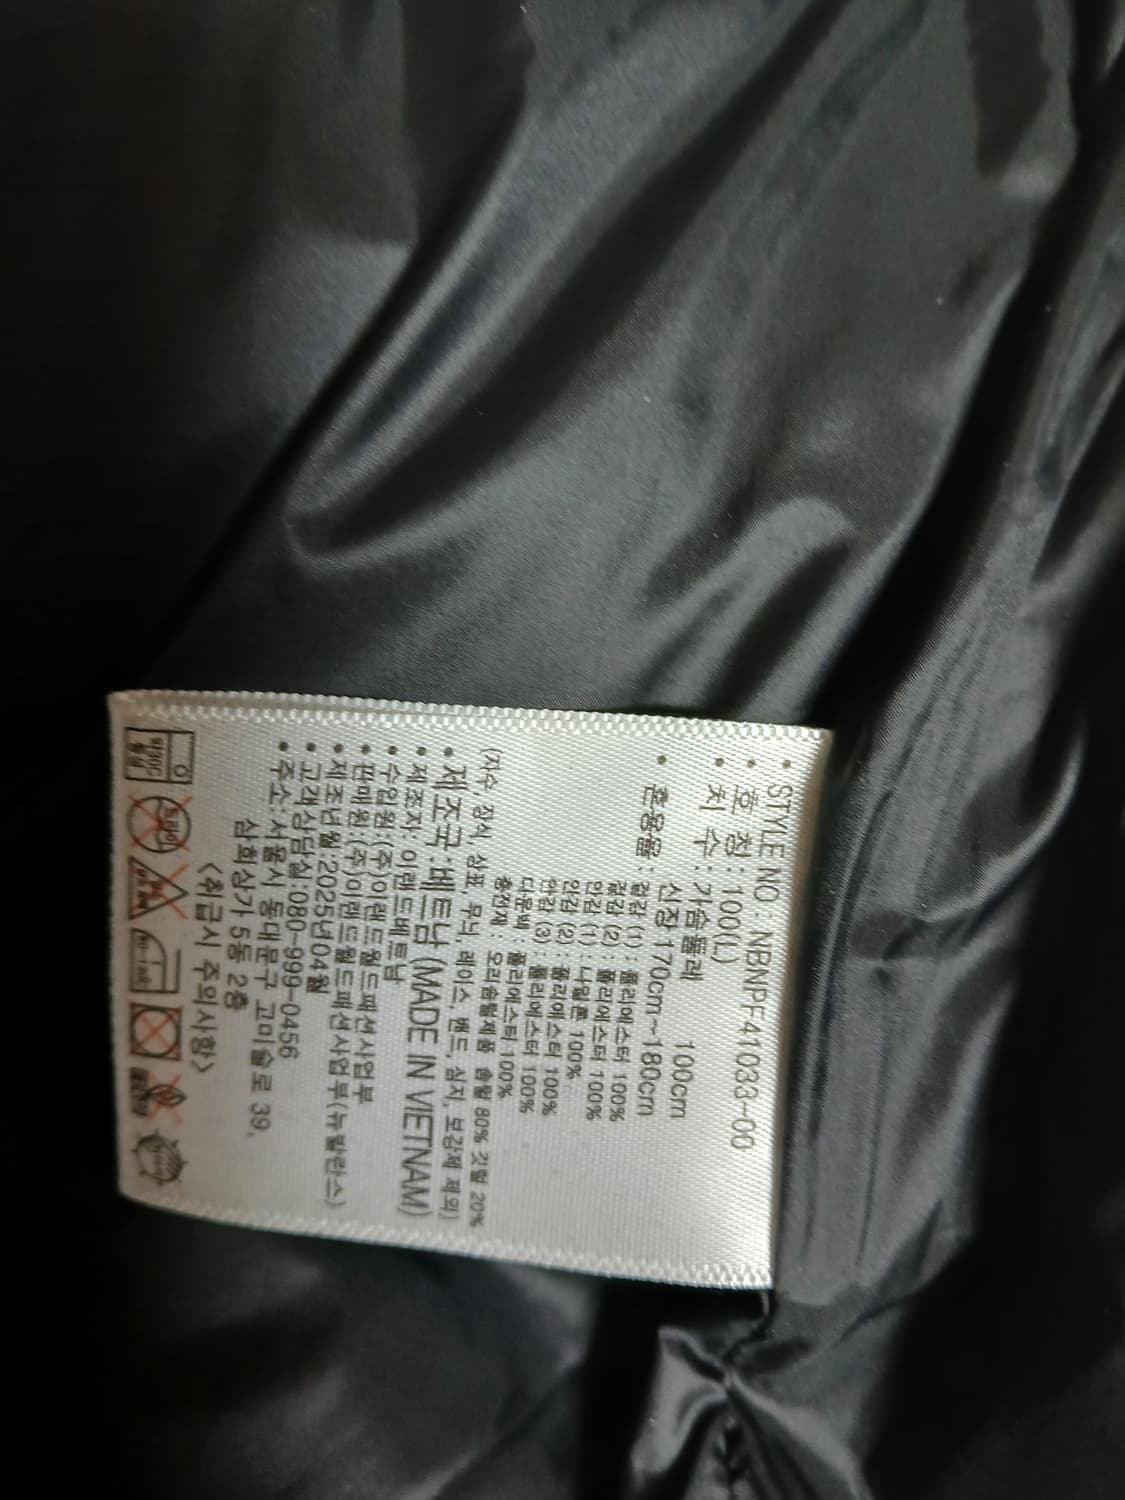 • STYLE NO : NBNPF41033-00
• 호 칭 : 100(L)
• 치 수 : 가슴둘레 100cm
신장 170cm~180cm
• 혼용율 : 겉감 (1) : 폴리에스터 100%
겉감 (2) : 폴리에스터 100%
안감 (1) : 나일론 100%
안감 (2) : 폴리에스터 100%
안감 (3) : 폴리에스터 100%
다운백 : 폴리에스터 100%
충전재 오리솜털제품 솜털 80% 깃털 20%
(자수 장식, 상표 무늬, 레이스, 밴드, 심지, 보강제 제외)
• 제조국 : 베트남 (MADE IN VIETNAM)
• 제조자: 이랜드베트남
• 수입원:(주)이랜드월드패션사업부
• 판매원:(주)이랜드월드패션사업부(뉴발란스)
• 제조년월:2025년04월
• 고객상담실:080-999-0456
• 주소:서울시 동대문구 고미술로 39,
삼희상가 5동 2층
<취급시 주의사항>